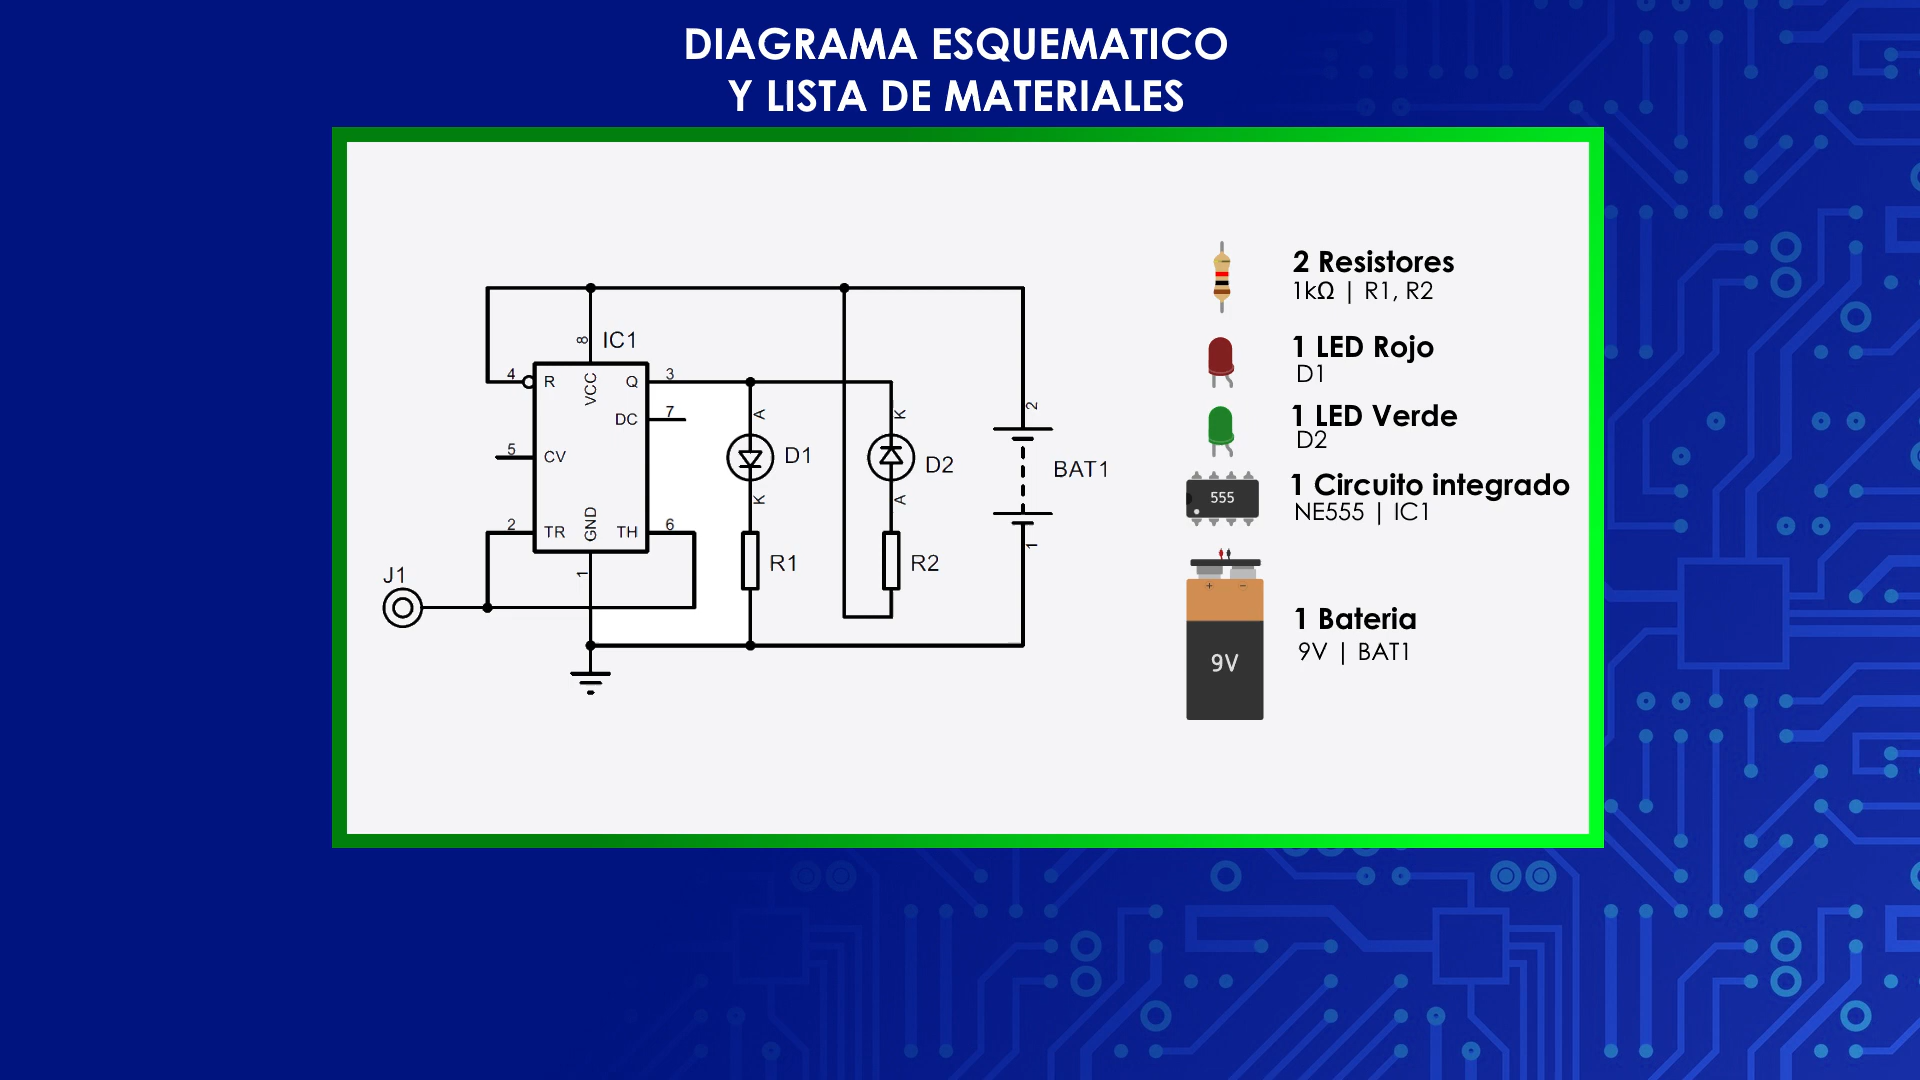 DIAGRAMA ESQUEMATICO
Y LISTA DE MATERIALES
8
IC1
4
R
VCC
Q
3
DC
7
5
CV
2
TR
GND
TH
6
1
J1
A
D1
K
R1
K
D2
A
R2
2
BAT1
1
2 Resistores
1kΩ | R1, R2
1 LED Rojo
D1
1 LED Verde
D2
1 Circuito integrado
NE555 | IC1
555
+ −
1 Bateria
9V | BAT1
9V